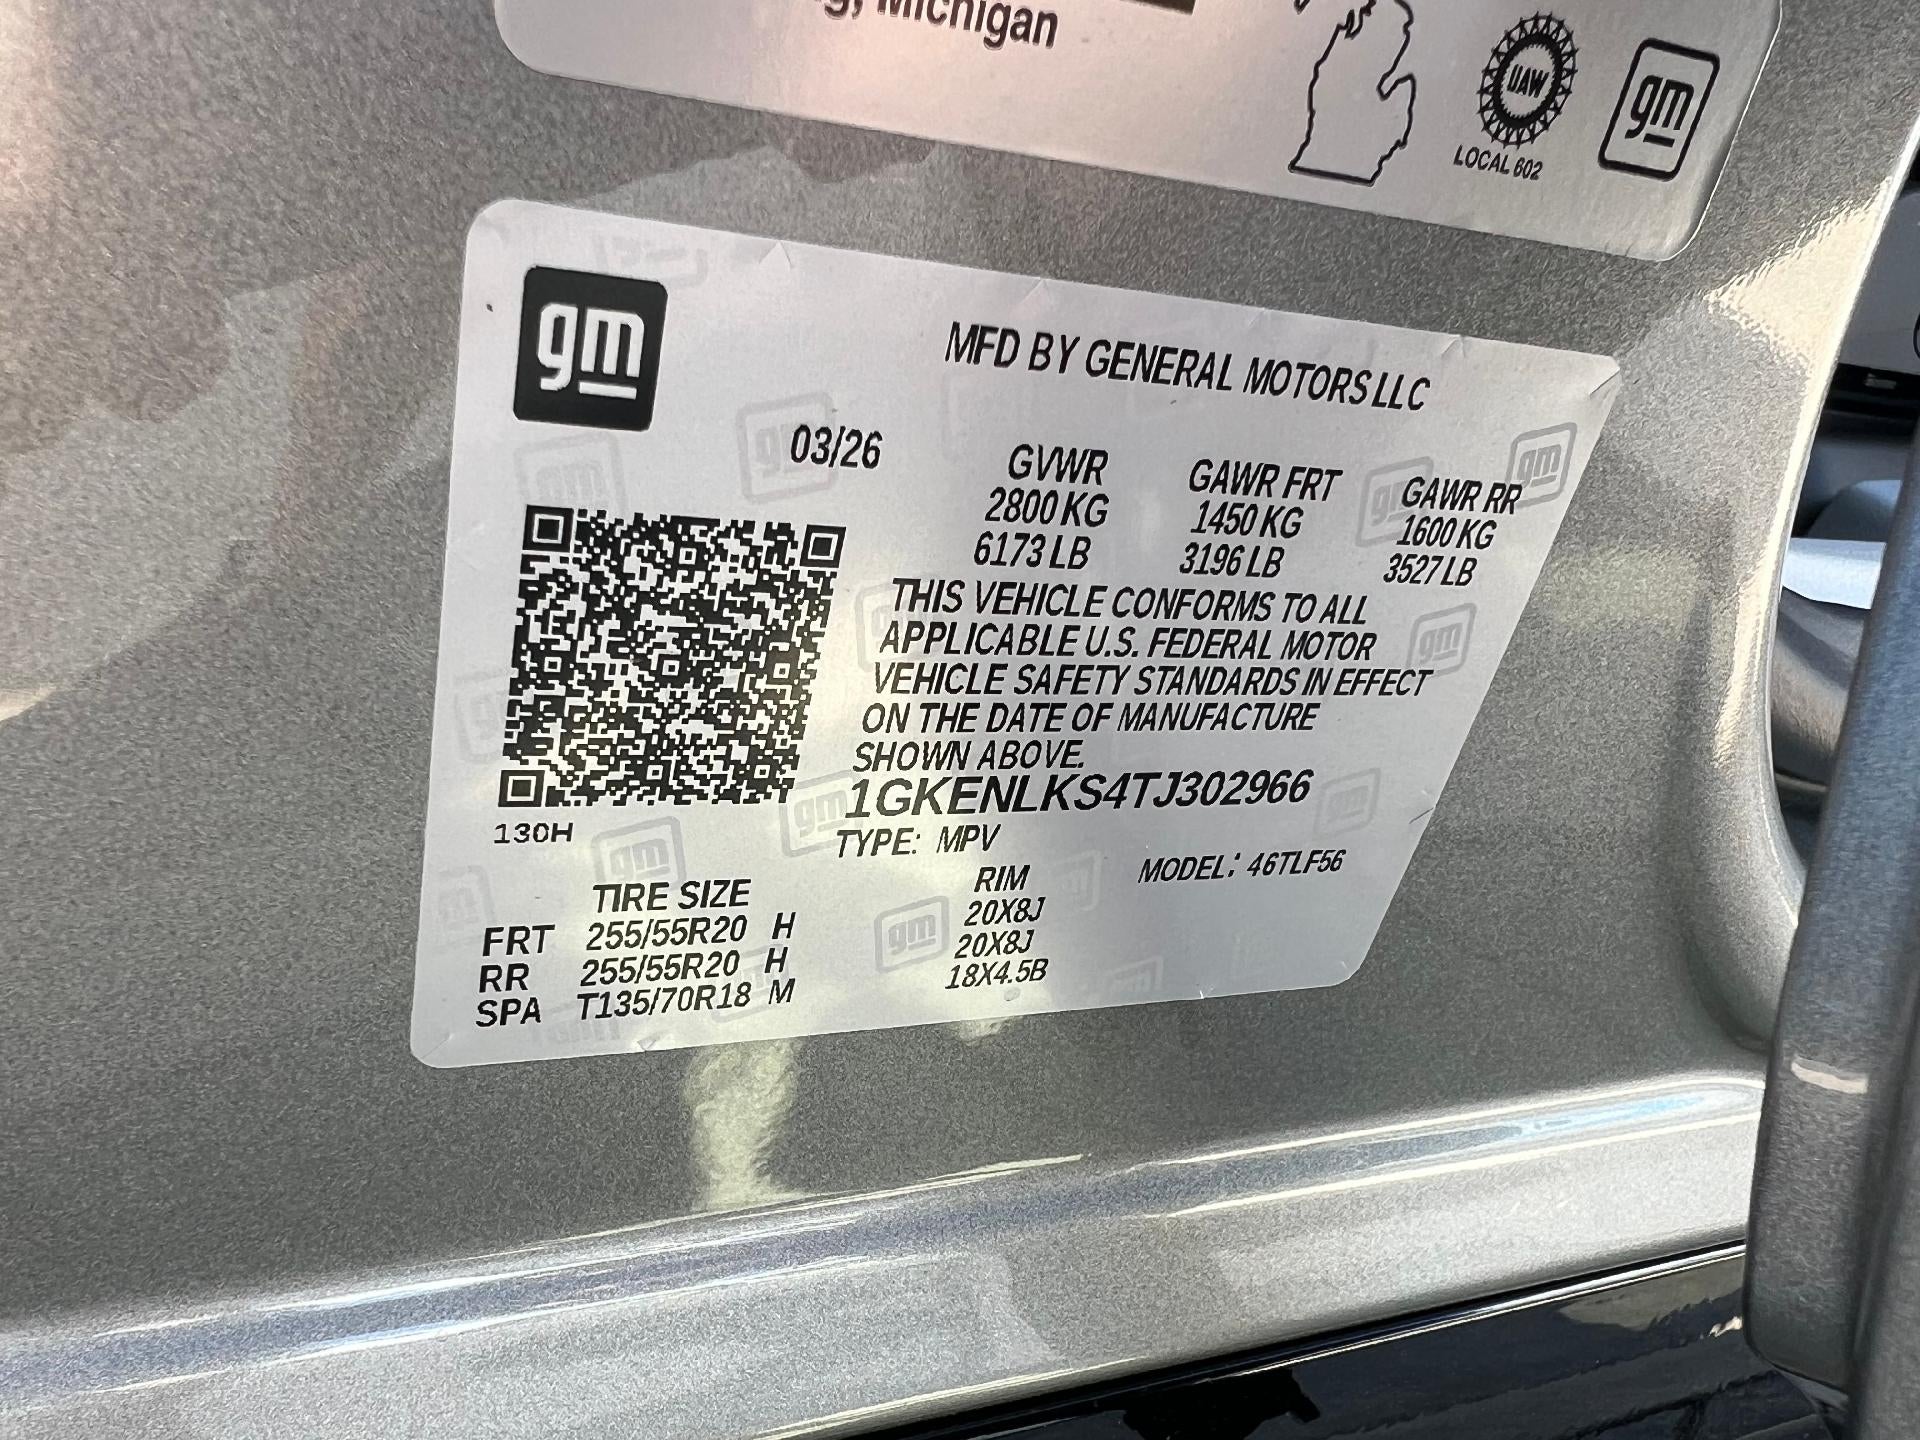 Michigan
UAW
LOCAL 602
gm
gm
MFD BY GENERAL MOTORS LLC
03/26
GVWR GAWR FRT GAWR RR
2800 KG 1450 KG 1600 KG
6173 LB 3196 LB 3527 LB
THIS VEHICLE CONFORMS TO ALL
APPLICABLE U.S. FEDERAL MOTOR
VEHICLE SAFETY STANDARDS IN EFFECT
ON THE DATE OF MANUFACTURE
SHOWN ABOVE.
1GKENLKS4TJ302966
130H
TYPE: MPV MODEL: 46TLF56
TIRE SIZE RIM
FRT 255/55R20 H 20X8J
RR 255/55R20 H 20X8J
SPA T135/70R18 M 18X4.5B